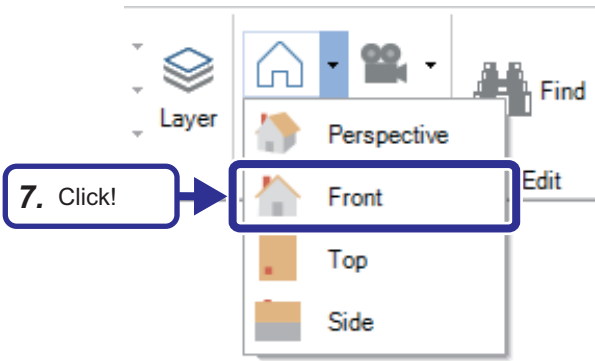 Layer
Find
Perspective
7. Click!
Front
Edit
Top
Side